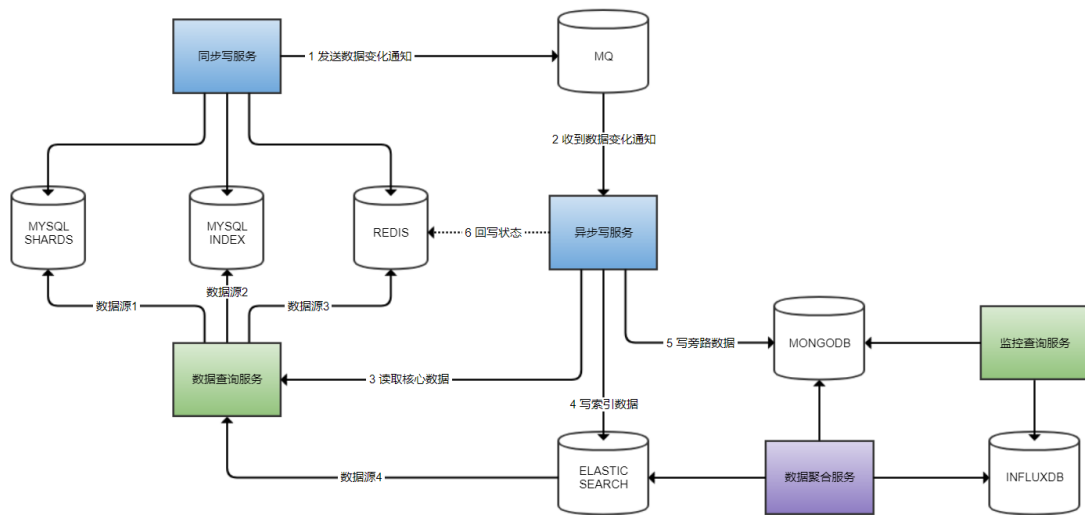 同步写服务
1 发送数据变化通知
MQ
2 收到数据变化通知
MYSQL
SHARDS
MYSQL
INDEX
REDIS
6 回写状态
异步写服务
数据源1
数据源2
数据源3
数据查询服务
3 读取核心数据
4 写索引数据
5 写旁路数据
MONGODB
监控查询服务
数据源4
ELASTIC
SEARCH
数据聚合服务
INFLUXDB